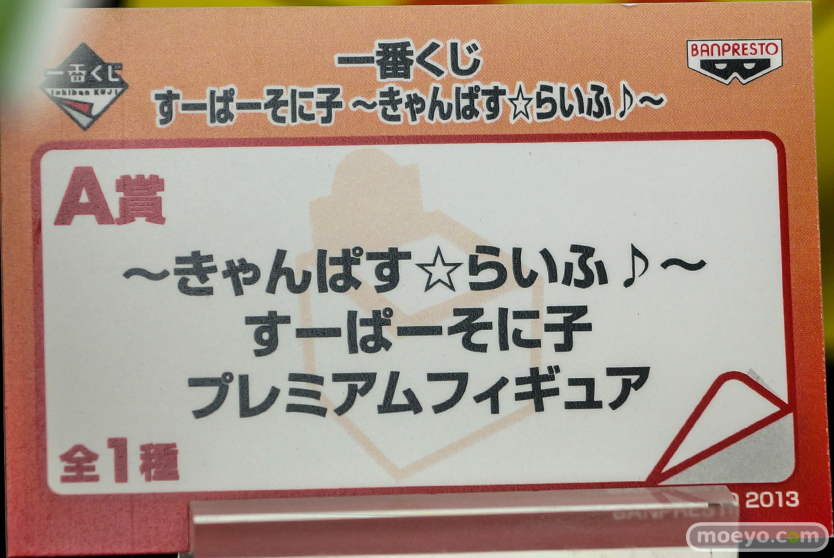 一番くじ
Ichiban KUJI
一番くじ
BANPRESTO
すーぱーそに子 ～きゃんぱす☆らいふ♪～
A賞
～きゃんぱす☆らいふ♪～
すーぱーそに子
プレミアムフィギュア
全1種
BANPRESTO 2013
moeyo.com